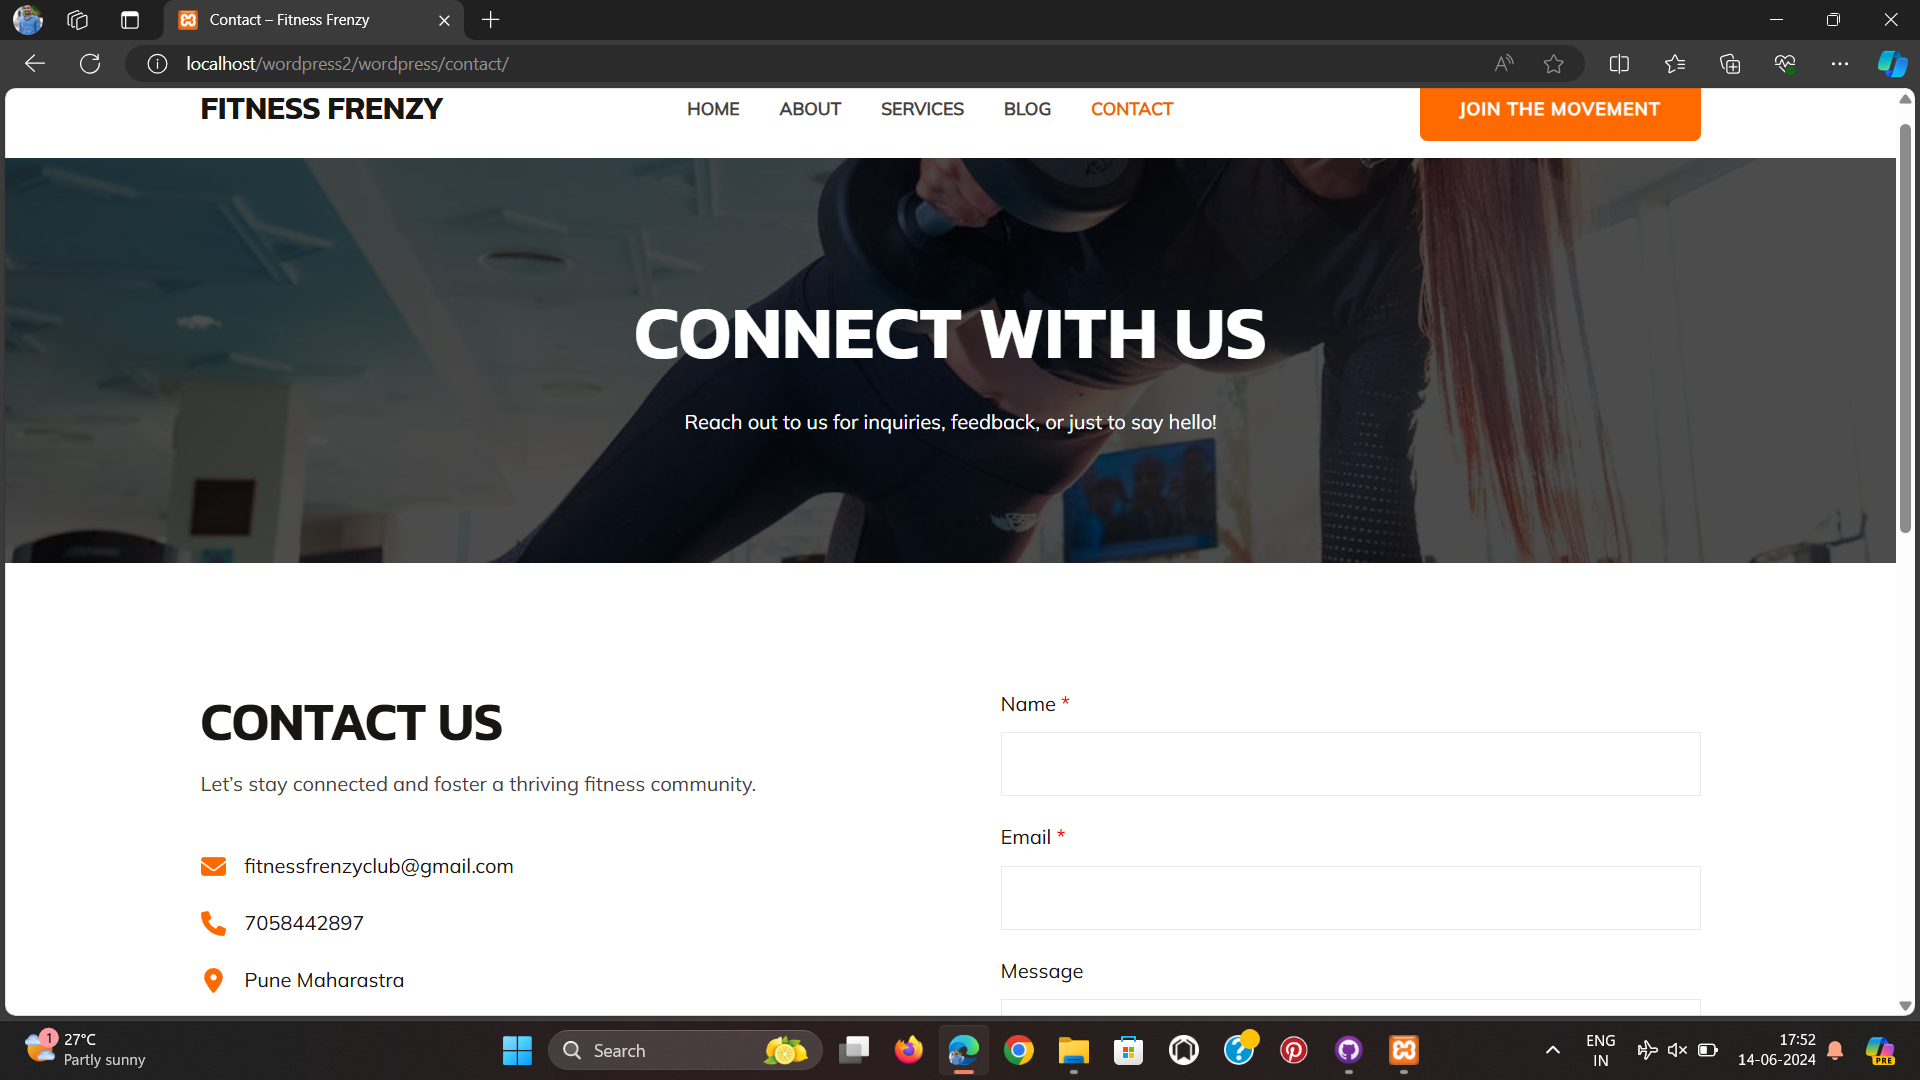 Contact – Fitness Frenzy
localhost/wordpress2/wordpress/contact/
FITNESS FRENZY
HOME
ABOUT
SERVICES
BLOG
CONTACT
JOIN THE MOVEMENT
CONNECT WITH US
Reach out to us for inquiries, feedback, or just to say hello!
CONTACT US
Let's stay connected and foster a thriving fitness community.
fitnessfrenzyclub@gmail.com
7058442897
Pune Maharastra
Name *
Email *
Message
1
27°C
Partly sunny
Search
ENG
IN
17:52
14-06-2024
PRE